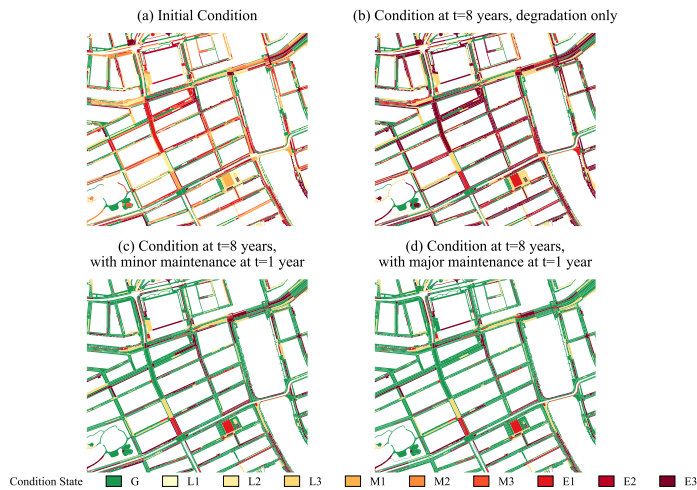 (a) Initial Condition
(b) Condition at t=8 years, degradation only
(c) Condition at t=8 years,
with minor maintenance at t=1 year
(d) Condition at t=8 years,
with major maintenance at t=1 year
Condition State G L1 L2 L3 M1 M2 M3 E1 E2 E3